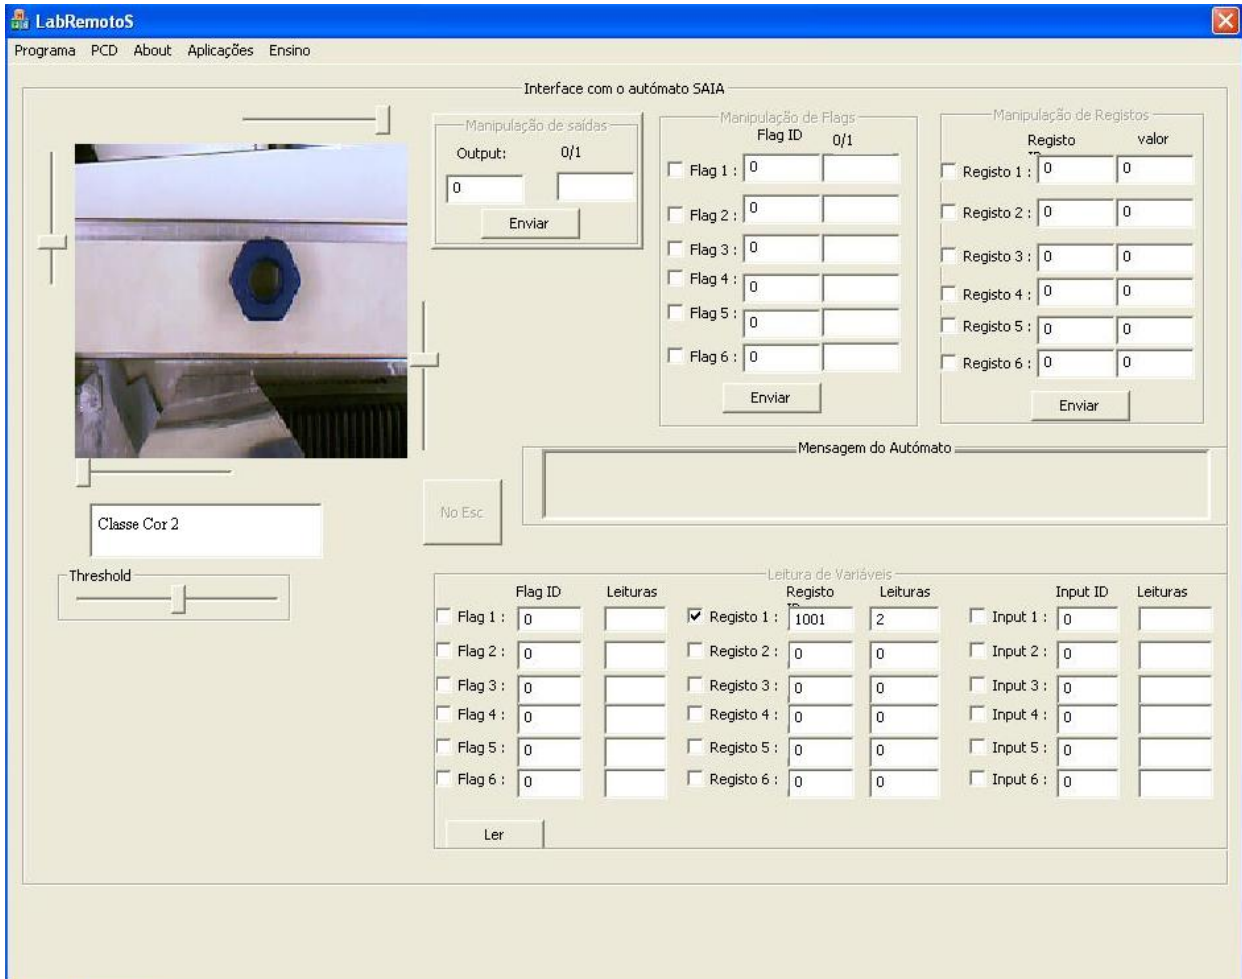 LabRemotoS
Programa PCD About Aplicações Ensino
Interface com o autómato SAIA
Manipulação de saídas
Output: 0/1
0
Enviar
Manipulação de Flags
Flag ID 0/1
Flag 1 : 0
Flag 2 : 0
Flag 3 : 0
Flag 4 : 0
Flag 5 : 0
Flag 6 : 0
Enviar
Manipulação de Registos
Registo valor
Registo 1 : 0 0
Registo 2 : 0 0
Registo 3 : 0 0
Registo 4 : 0 0
Registo 5 : 0 0
Registo 6 : 0 0
Enviar
Mensagem do Autómato
No Esc
Classe Cor 2
Threshold
Leitura de Variáveis
Flag ID Leituras Registo Leituras Input ID Leituras
Flag 1 : 0 Registo 1 : 1001 2 Input 1 : 0
Flag 2 : 0 Registo 2 : 0 0 Input 2 : 0
Flag 3 : 0 Registo 3 : 0 0 Input 3 : 0
Flag 4 : 0 Registo 4 : 0 0 Input 4 : 0
Flag 5 : 0 Registo 5 : 0 0 Input 5 : 0
Flag 6 : 0 Registo 6 : 0 0 Input 6 : 0
Ler